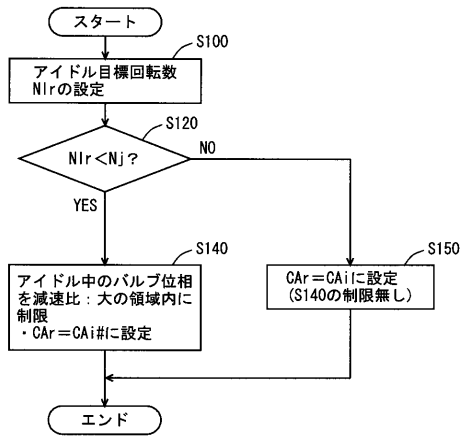 スタート
S100
アイドル目標回転数
NIrの設定
S120
NIr<Nj?
NO
YES
S140
アイドル中のバルブ位相
を減速比:大の領域内に
制限
・CAr=CAi#に設定
S150
CAr=CAiに設定
(S140の制限無し)
エンド